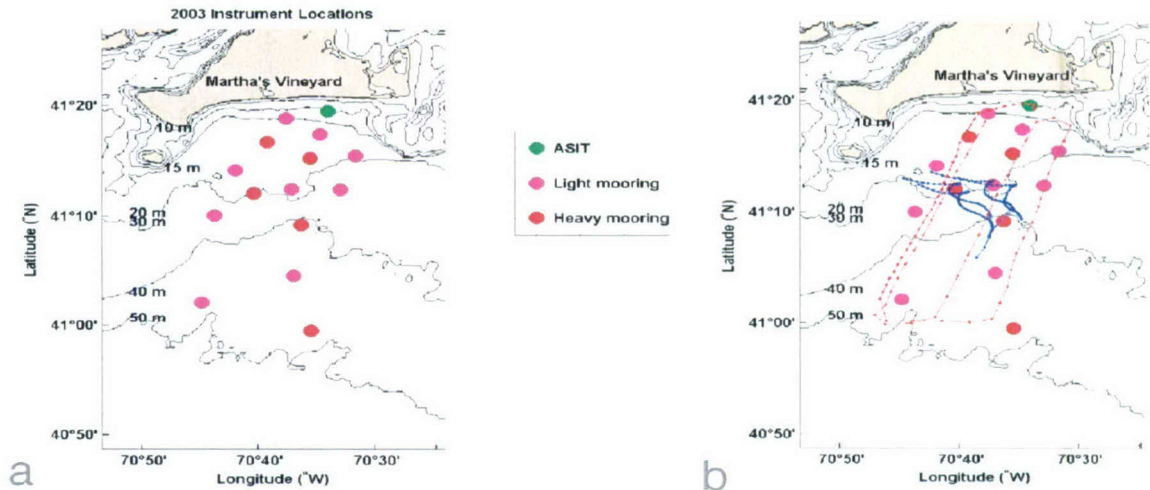 2003 Instrument Locations
Martha's Vineyard
41°20'
10 m
15 m
41°10'
20 m
30 m
40 m
41°00'
50 m
40°50'
70°50'
70°40'
70°30'
Latitude (°N)
Longitude (°W)
a
ASIT
Light mooring
Heavy mooring
Martha's Vineyard
41°20'
10 m
15 m
41°10'
20 m
30 m
40 m
41°00'
50 m
40°50'
70°50'
70°40'
70°30'
Latitude (°N)
Longitude (°W)
b